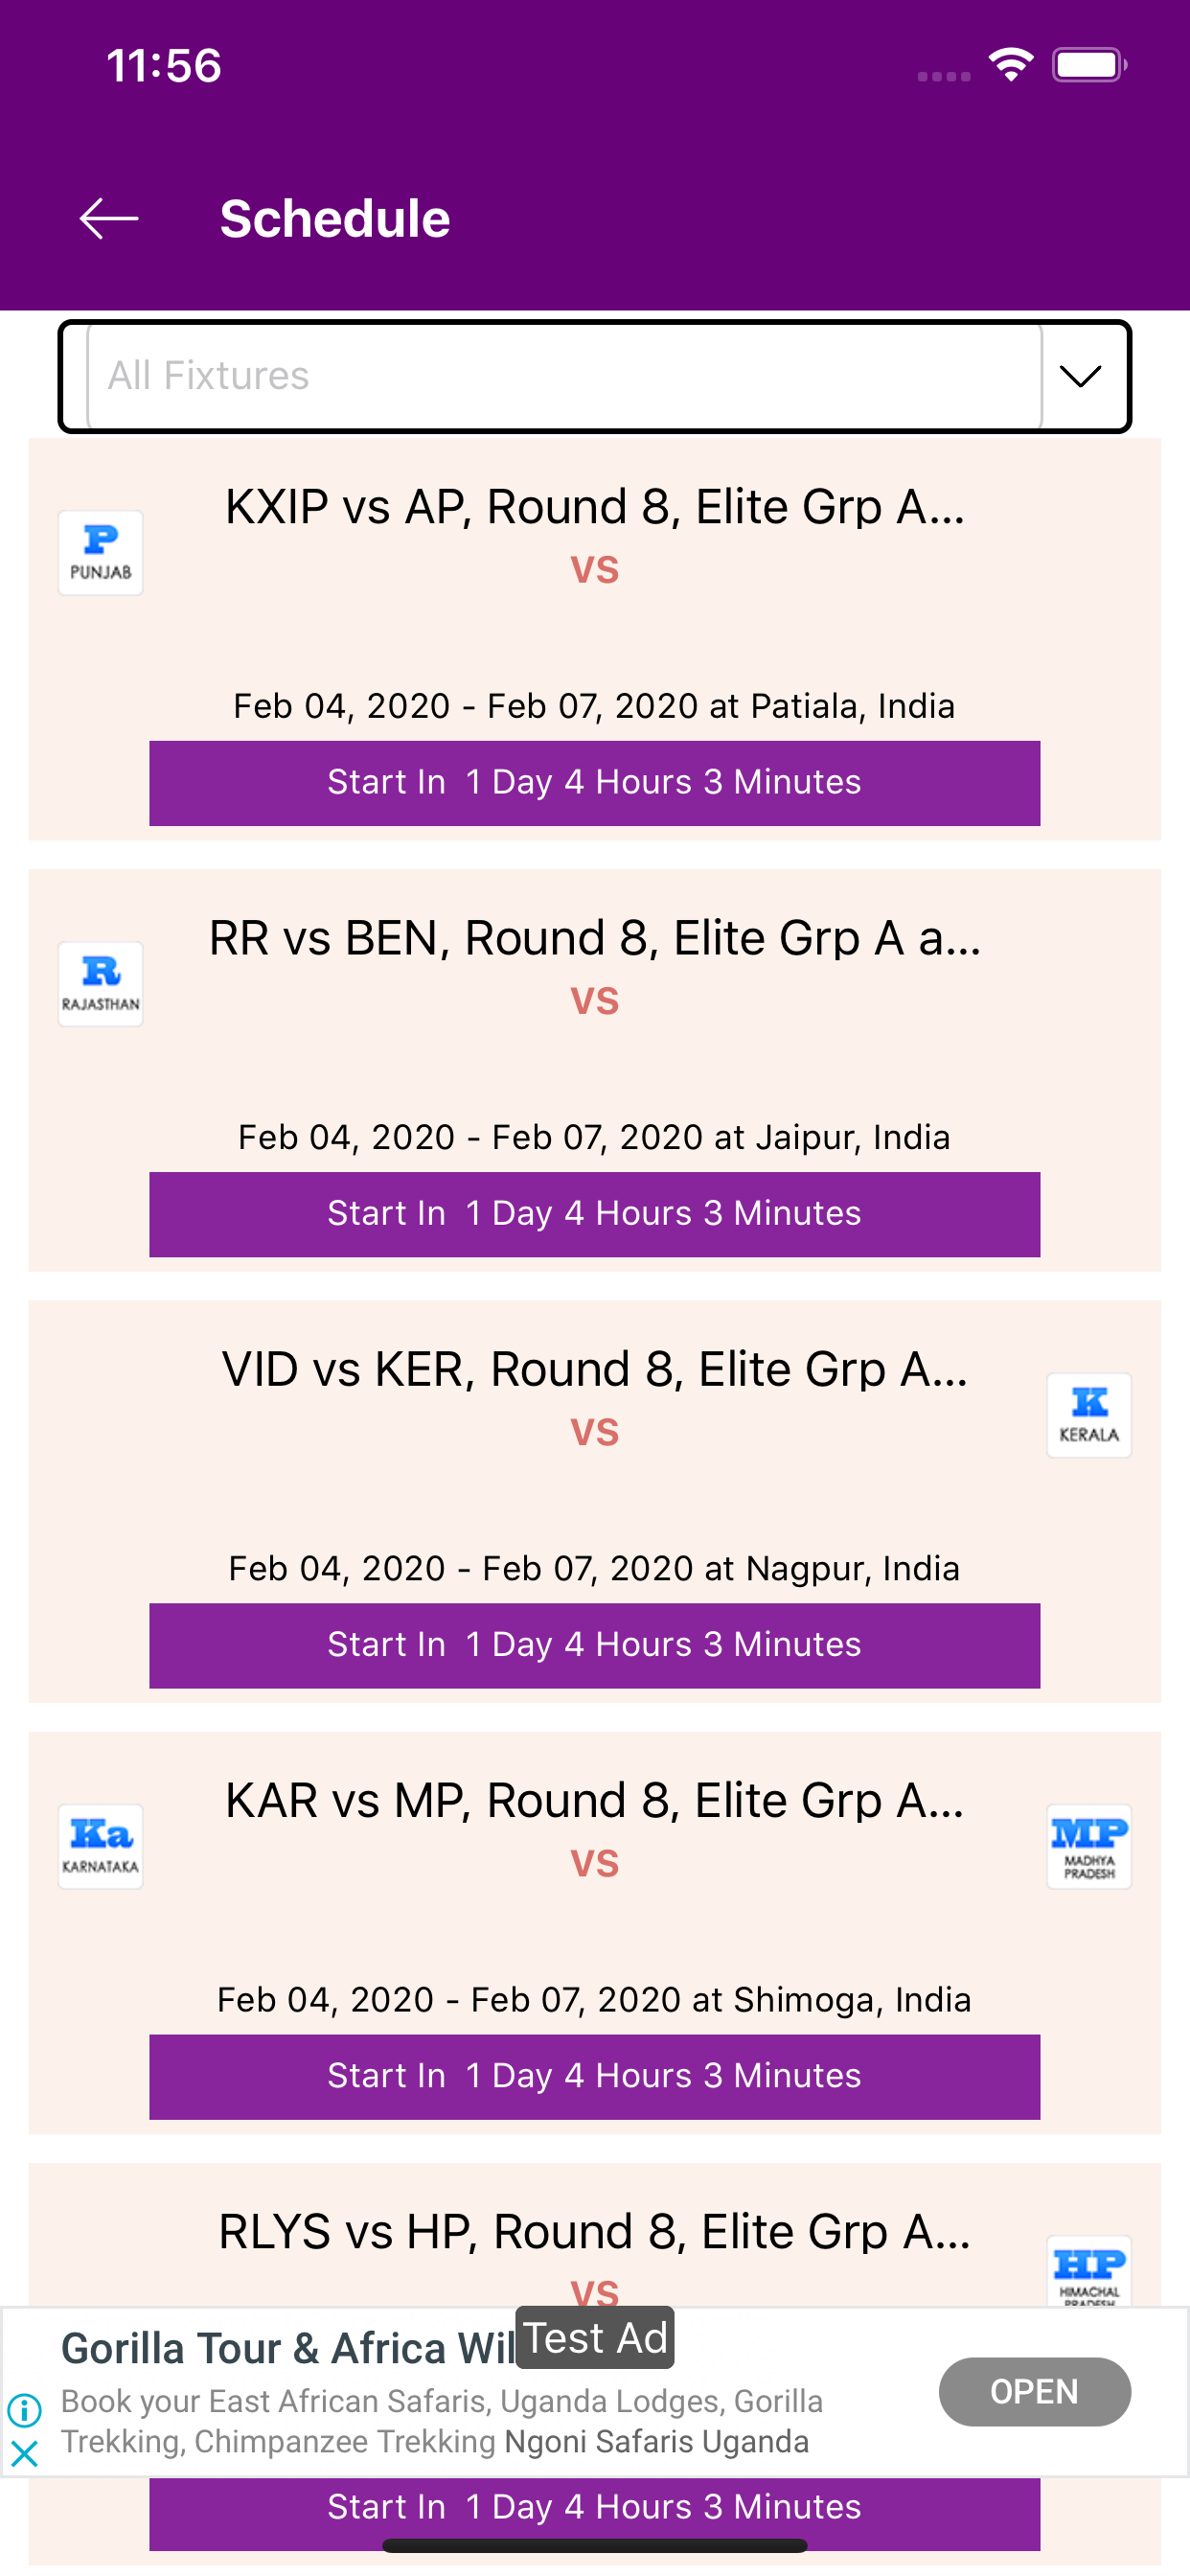 11:56
Schedule
All Fixtures
KXIP vs AP, Round 8, Elite Grp A...
P
PUNJAB
VS
Feb 04, 2020 - Feb 07, 2020 at Patiala, India
Start In  1 Day 4 Hours 3 Minutes
RR vs BEN, Round 8, Elite Grp A a...
R
RAJASTHAN
VS
Feb 04, 2020 - Feb 07, 2020 at Jaipur, India
Start In  1 Day 4 Hours 3 Minutes
VID vs KER, Round 8, Elite Grp A...
VS
K
KERALA
Feb 04, 2020 - Feb 07, 2020 at Nagpur, India
Start In  1 Day 4 Hours 3 Minutes
KAR vs MP, Round 8, Elite Grp A...
Ka
KARNATAKA
VS
MP
MADHYA
PRADESH
Feb 04, 2020 - Feb 07, 2020 at Shimoga, India
Start In  1 Day 4 Hours 3 Minutes
RLYS vs HP, Round 8, Elite Grp A...
VS
HP
HIMACHAL
PRADESH
Gorilla Tour & Africa Wil
Test Ad
Book your East African Safaris, Uganda Lodges, Gorilla
Trekking, Chimpanzee Trekking Ngoni Safaris Uganda
OPEN
Start In  1 Day 4 Hours 3 Minutes